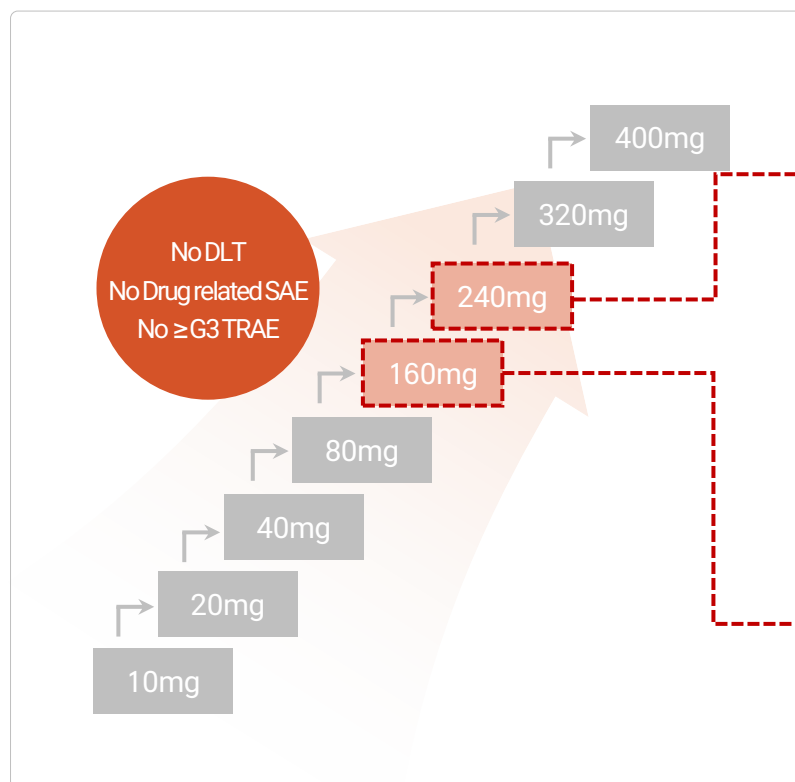 400mg
320mg
No DLT
No Drug related SAE
No ≥G3 TRAE
240mg
160mg
80mg
40mg
20mg
10mg